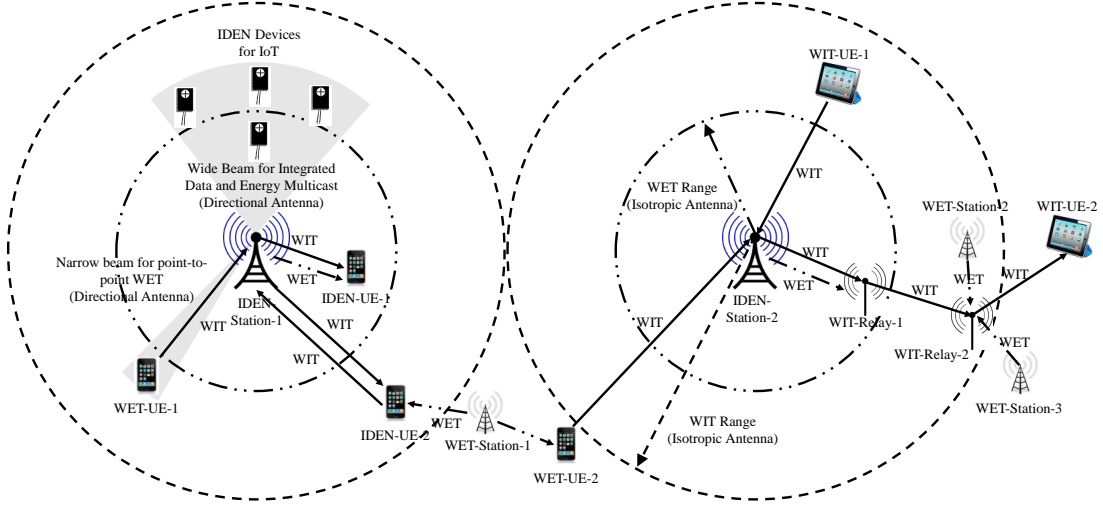 IDEN Devices
for IoT
Wide Beam for Integrated
Data and Energy Multicast
(Directional Antenna)
WIT
WET
IDEN-UE-1
Narrow beam for point-to-
point WET
(Directional Antenna)
IDEN-
Station-1
WIT
WIT
WIT
WET-UE-1
IDEN-UE-2
WET
WET-Station-1
WET-UE-2
WIT-UE-1
WIT
WET Range
(Isotropic Antenna)
WIT
WET
IDEN-
Station-2
WIT-Relay-1
WIT
WET-Station-2
WET
WIT-UE-2
WIT
WIT-Relay-2
WET
WET-Station-3
WIT
WIT Range
(Isotropic Antenna)